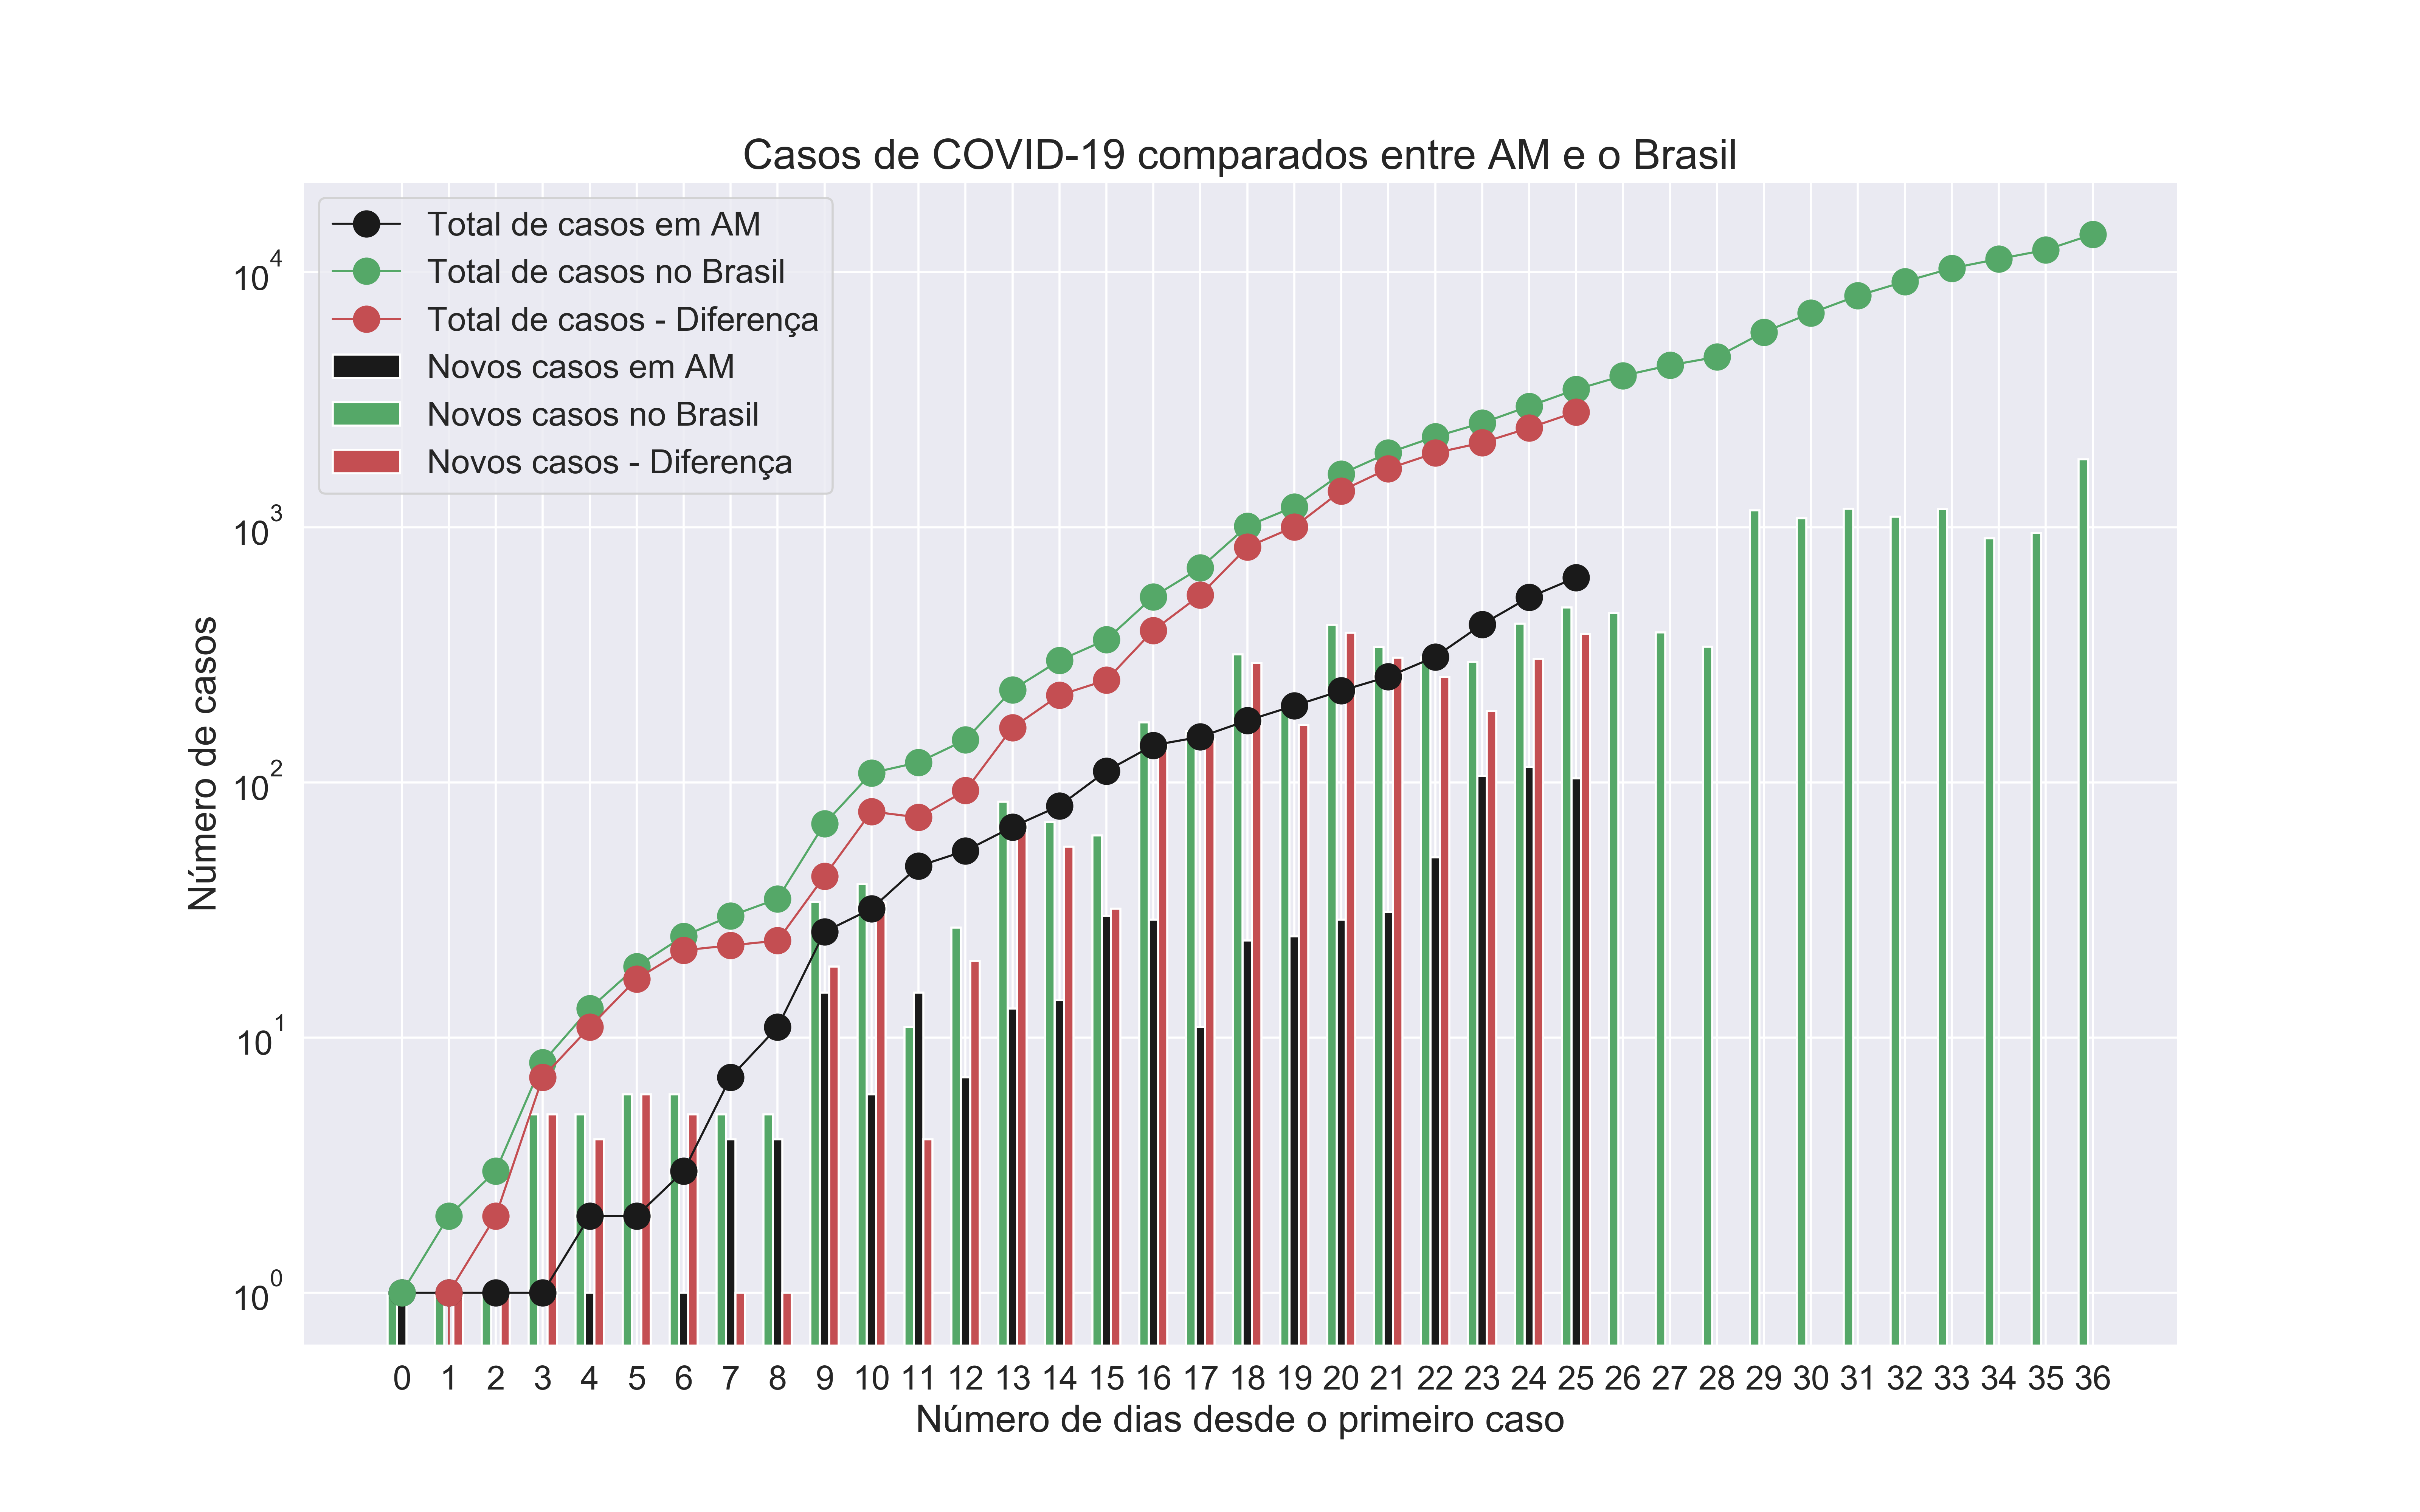 Casos de COVID-19 comparados entre AM e o Brasil
Total de casos em AM
Total de casos no Brasil
Total de casos - Diferença
Novos casos em AM
Novos casos no Brasil
Novos casos - Diferença
Número de casos
10^4
10^3
10^2
10^1
10^0
0 1 2 3 4 5 6 7 8 9 10 11 12 13 14 15 16 17 18 19 20 21 22 23 24 25 26 27 28 29 30 31 32 33 34 35 36
Número de dias desde o primeiro caso